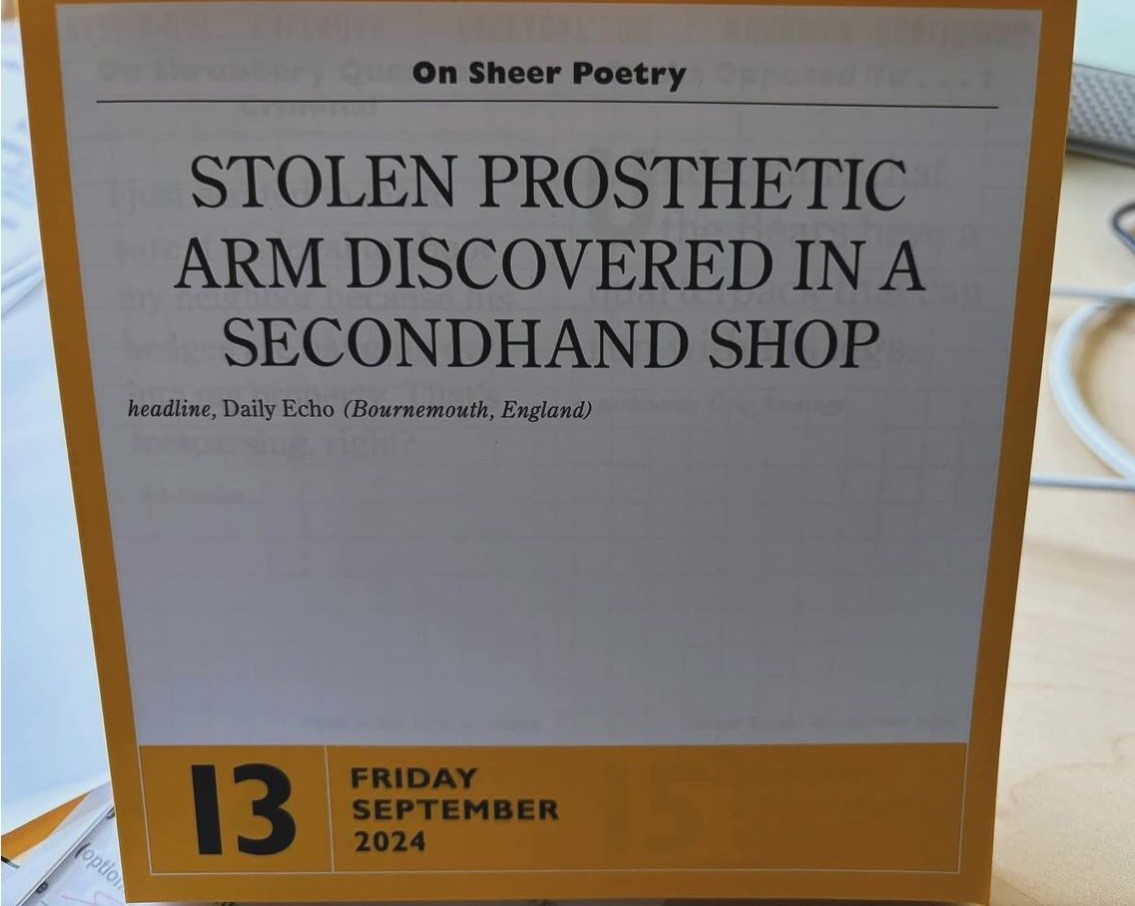 On Sheer Poetry
STOLEN PROSTHETIC
ARM DISCOVERED IN A
SECONDHAND SHOP
headline, Daily Echo (Bournemouth, England)
13
FRIDAY
SEPTEMBER
2024
(option